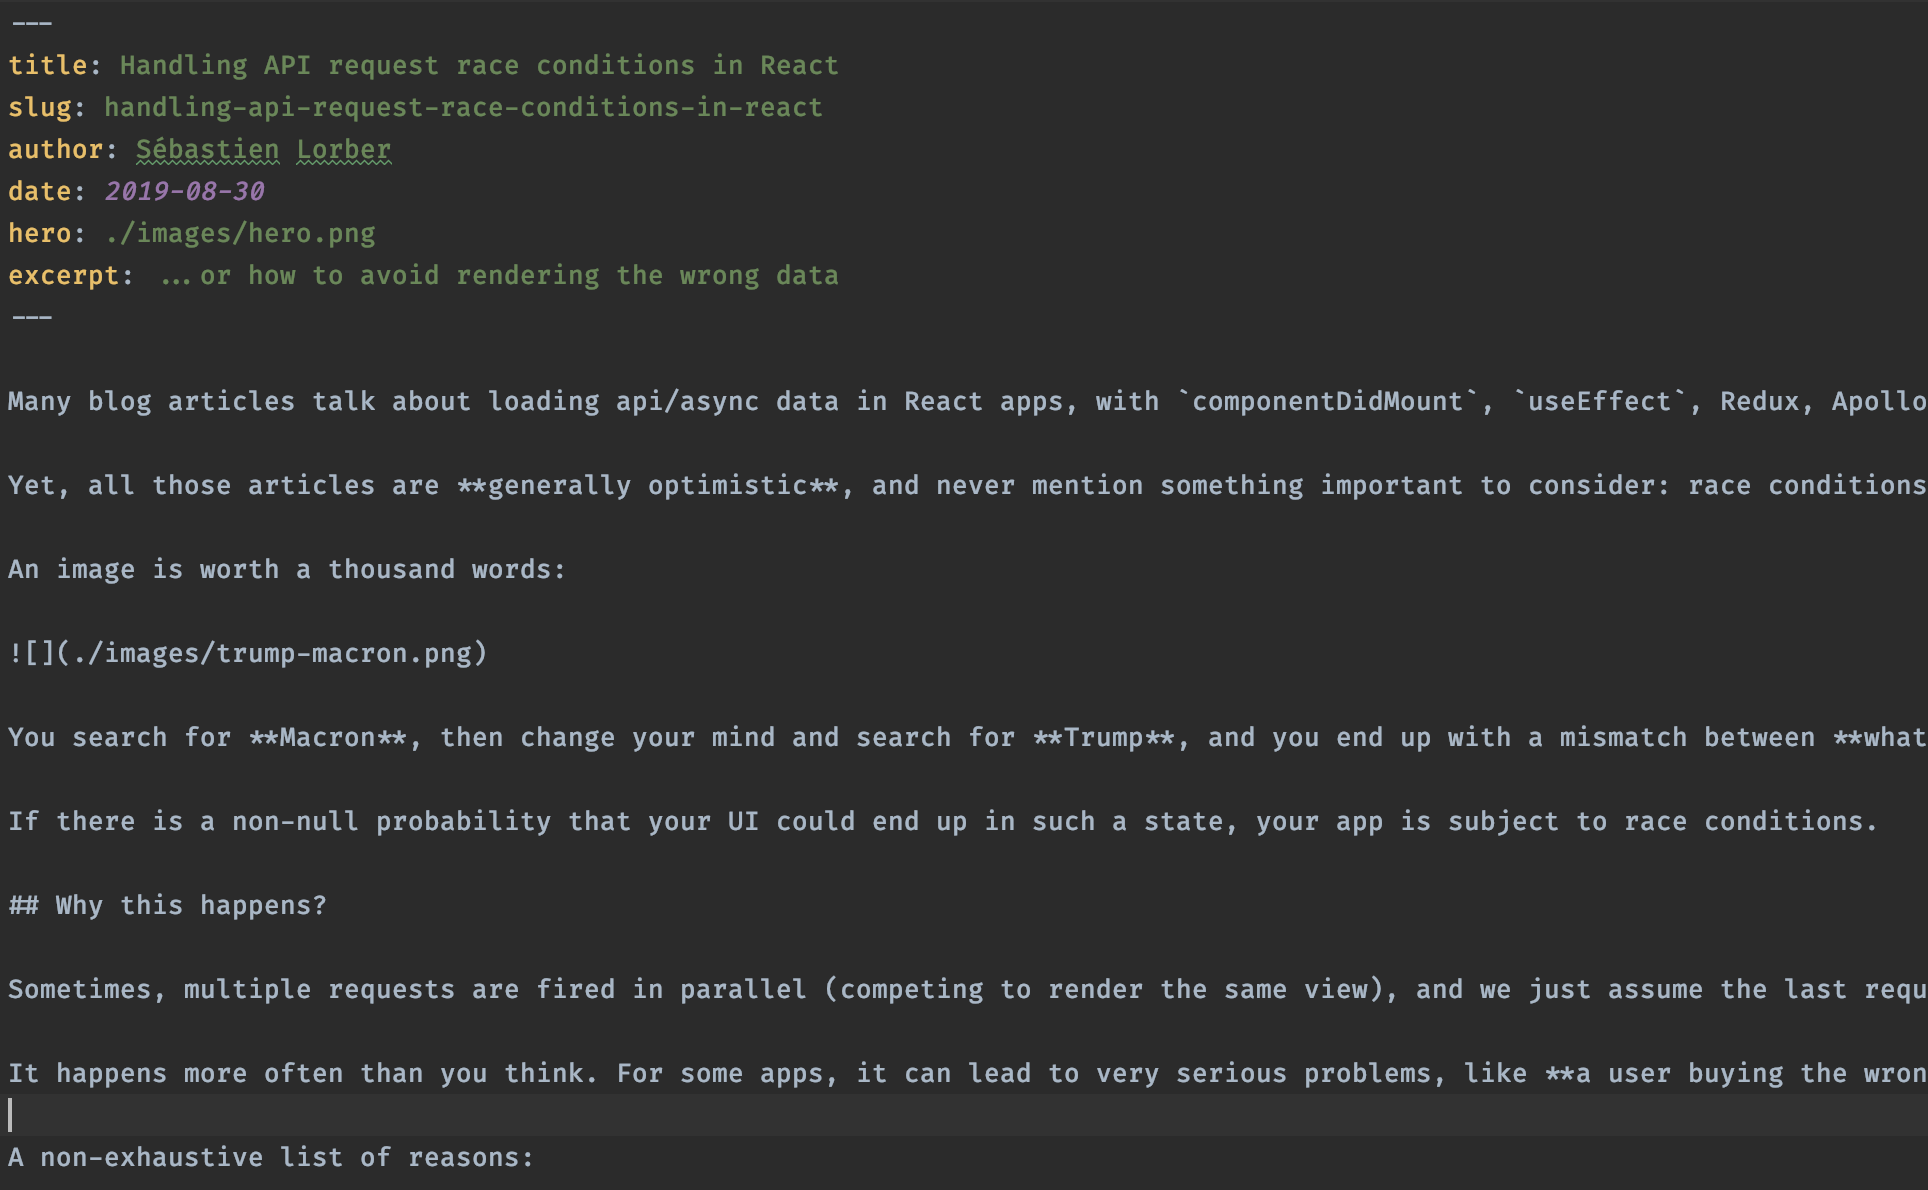 ---
title: Handling API request race conditions in React
slug: handling-api-request-race-conditions-in-react
author: Sébastien Lorber
date: 2019-08-30
hero: ./images/hero.png
excerpt: ...or how to avoid rendering the wrong data
---
Many blog articles talk about loading api/async data in React apps, with `componentDidMount`, `useEffect`, Redux, Apollo
Yet, all those articles are **generally optimistic**, and never mention something important to consider: race conditions
An image is worth a thousand words:
![](./images/trump-macron.png)
You search for **Macron**, then change your mind and search for **Trump**, and you end up with a mismatch between **what
If there is a non-null probability that your UI could end up in such a state, your app is subject to race conditions.
## Why this happens?
Sometimes, multiple requests are fired in parallel (competing to render the same view), and we just assume the last requ
It happens more often than you think. For some apps, it can lead to very serious problems, like **a user buying the wron
A non-exhaustive list of reasons: